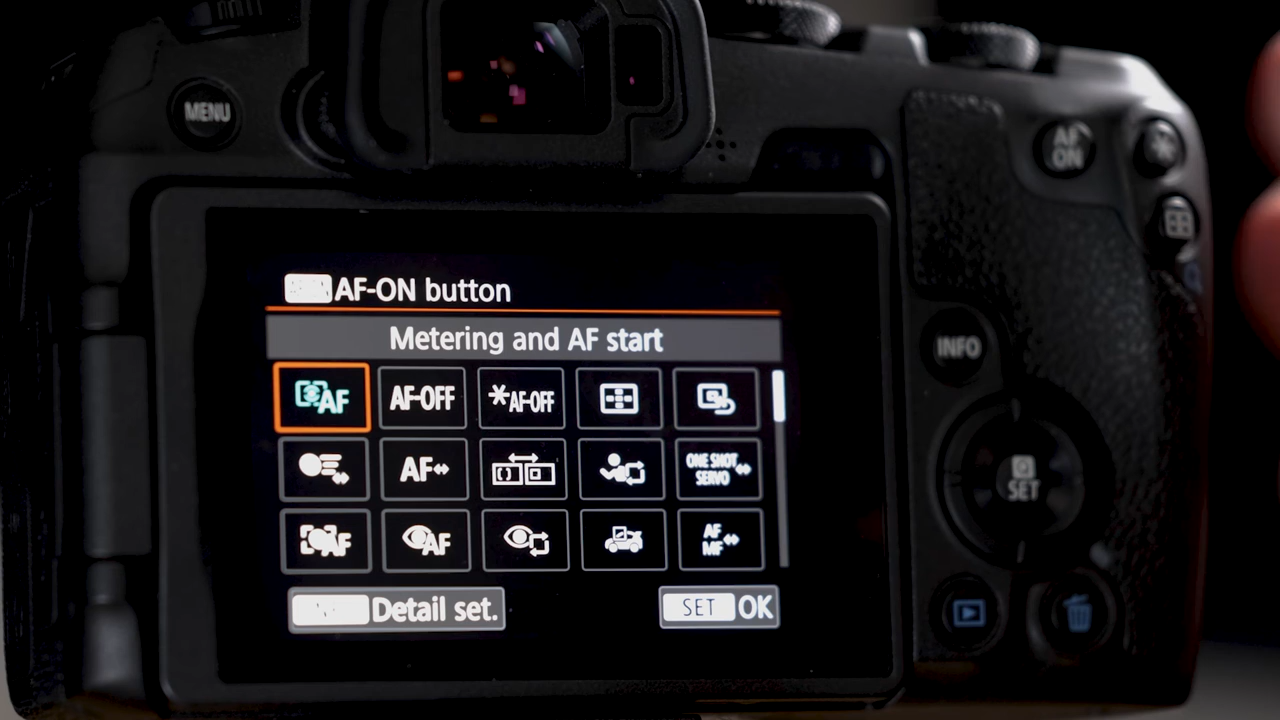 MENU
AF
ON
AF-ON button
Metering and AF start
AF AF-OFF *AF-OFF
AF ONE SHOT
SERVO
AF AF AF
MF
Detail set. SET OK
INFO
SET